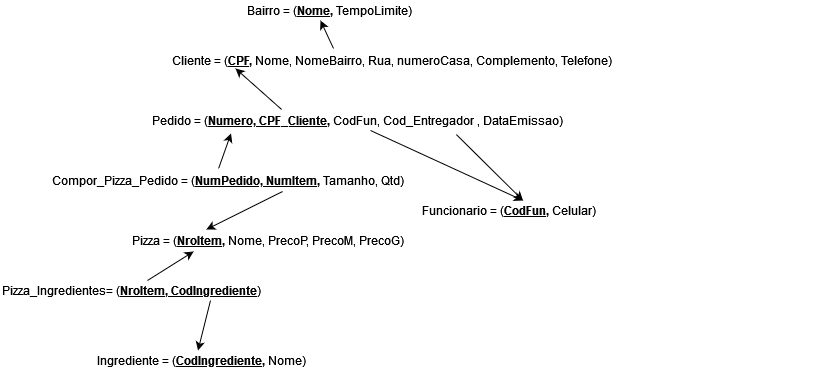 Bairro = (Nome, TempoLimite)
Cliente = (CPF, Nome, NomeBairro, Rua, numeroCasa, Complemento, Telefone)
Pedido = (Numero, CPF_Cliente, CodFun, Cod_Entregador , DataEmissao)
Compor_Pizza_Pedido = (NumPedido, NumItem, Tamanho, Qtd)
Funcionario = (CodFun, Celular)
Pizza = (NroItem, Nome, PrecoP, PrecoM, PrecoG)
Pizza_Ingredientes= (NroItem, CodIngrediente)
Ingrediente = (CodIngrediente, Nome)